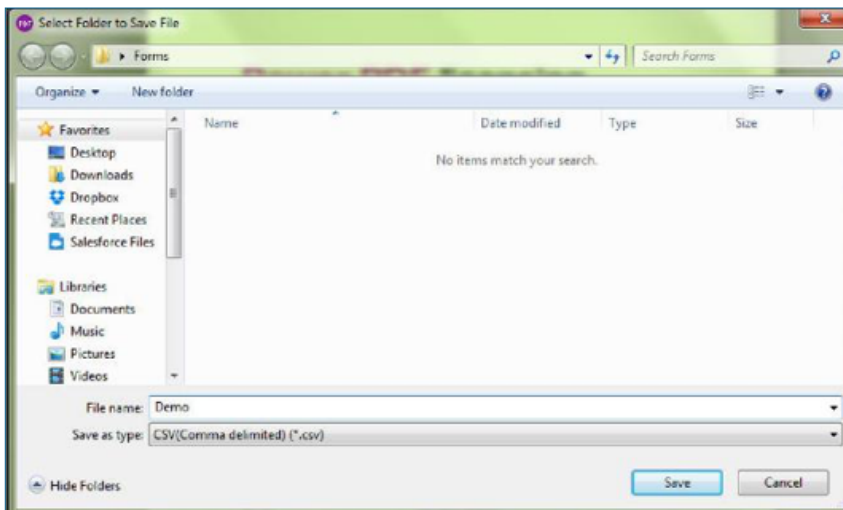 Select Folder to Save File
Forms
Search Forms
Organize
New folder
Name
Date modified
Type
Size
No items match your search.
Favorites
Desktop
Downloads
Dropbox
Recent Places
Salesforce Files
Libraries
Documents
Music
Pictures
Videos
File name: Demo
Save as type: CSV(Comma delimited) (*.csv)
Hide Folders
Save
Cancel